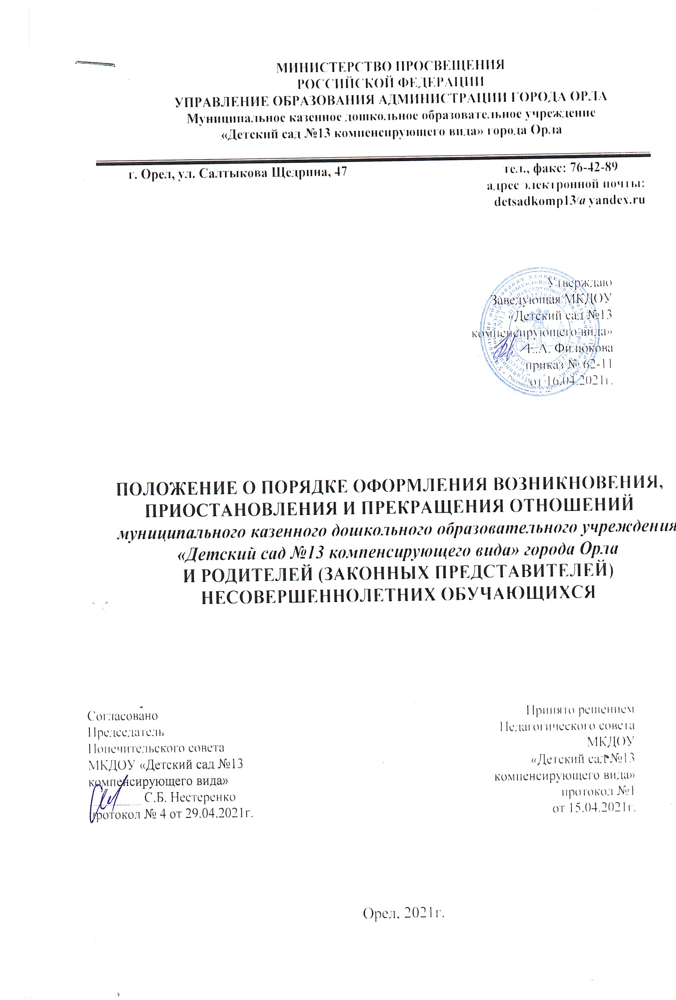 МИНИСТЕРСТВО ПРОСВЕЩЕНИЯ
РОССИЙСКОЙ ФЕДЕРАЦИИ
УПРАВЛЕНИЕ ОБРАЗОВАНИЯ АДМИНИСТРАЦИИ ГОРОДА ОРЛА
Муниципальное казенное дошкольное образовательное учреждение
«Детский сад №13 компенсирующего вида» города Орла
г. Орел, ул. Салтыкова Щедрина, 47
тел., факс: 76-42-89
адрес электронной почты:
detsadkomp13@yandex.ru
Утверждаю
Заведующая МКДОУ
«Детский сад №13
компенсирующего вида»
Е.А. Филюкова
приказ № 62-11
от 16.04.2021г.
ПОЛОЖЕНИЕ О ПОРЯДКЕ ОФОРМЛЕНИЯ ВОЗНИКНОВЕНИЯ,
ПРИОСТАНОВЛЕНИЯ И ПРЕКРАЩЕНИЯ ОТНОШЕНИЙ
муниципального казенного дошкольного образовательного учреждения
«Детский сад №13 компенсирующего вида» города Орла
И РОДИТЕЛЕЙ (ЗАКОННЫХ ПРЕДСТАВИТЕЛЕЙ)
НЕСОВЕРШЕННОЛЕТНИХ ОБУЧАЮЩИХСЯ
Согласовано
Председатель
Попечительского совета
МКДОУ «Детский сад №13
компенсирующего вида»
С.Б. Нестеренко
протокол № 4 от 29.04.2021г.
Принято решением
Педагогического совета
МКДОУ
«Детский сад №13
компенсирующего вида»
протокол №1
от 15.04.2021г.
Орел, 2021г.